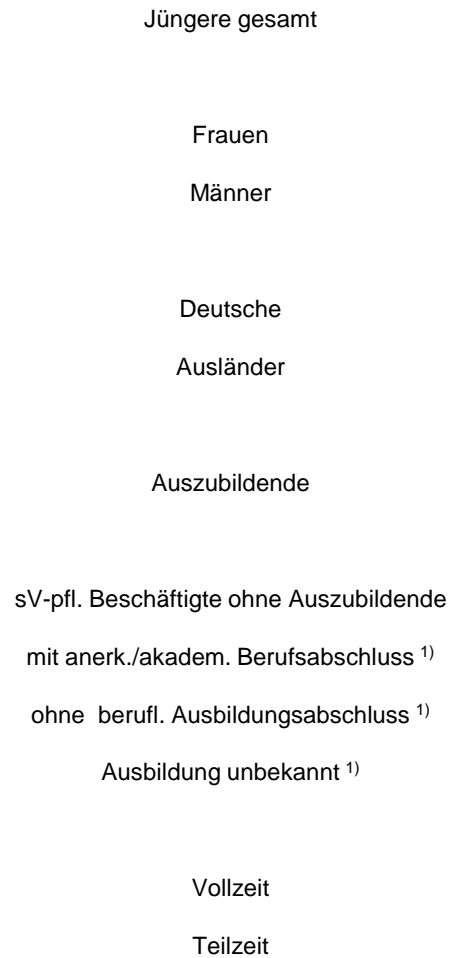 Jüngere gesamt
Frauen
Männer
Deutsche
Ausländer
Auszubildende
sV-pfl. Beschäftigte ohne Auszubildende
mit anerk./akadem. Berufsabschluss ¹⁾
ohne  berufl. Ausbildungsabschluss ¹⁾
Ausbildung unbekannt ¹⁾
Vollzeit
Teilzeit